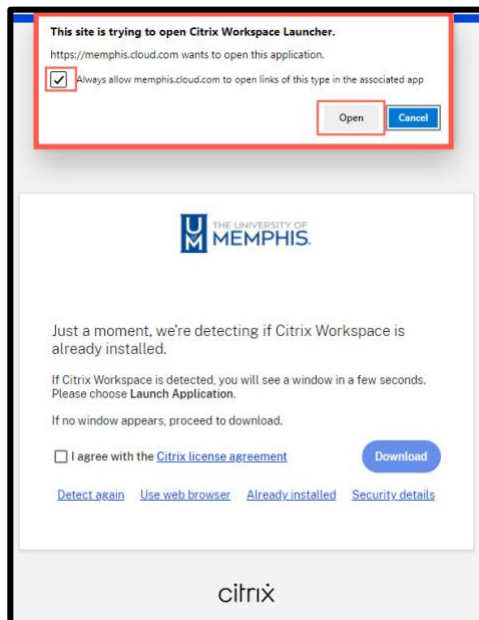 This site is trying to open Citrix Workspace Launcher.
https://memphis.cloud.com wants to open this application.
Always allow memphis.cloud.com to open links of this type in the associated app
Open Cancel
UM THE UNIVERSITY OF
MEMPHIS.
Just a moment, we're detecting if Citrix Workspace is
already installed.
If Citrix Workspace is detected, you will see a window in a few seconds.
Please choose Launch Application.
If no window appears, proceed to download.
I agree with the Citrix license agreement Download
Detect again Use web browser Already installed Security details
citrix